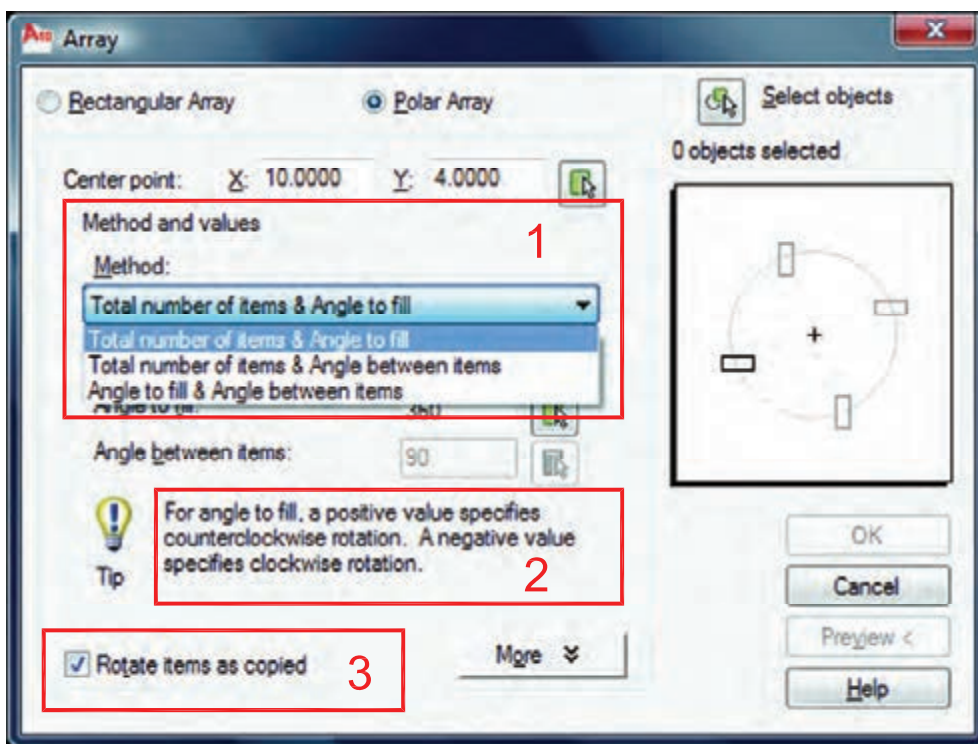 Array
Rectangular Array
Polar Array
Select objects
0 objects selected
Center point: X: 10.0000 Y: 4.0000
Method and values
1
Method:
Total number of items & Angle to fill
Total number of items & Angle to fill
Total number of items & Angle between items
Angle to fill & Angle between items
Angle to fill: 360
Angle between items: 90
For angle to fill, a positive value specifies
counterclockwise rotation. A negative value
specifies clockwise rotation.
Tip
2
OK
Cancel
Rotate items as copied
3
More
Preview <
Help